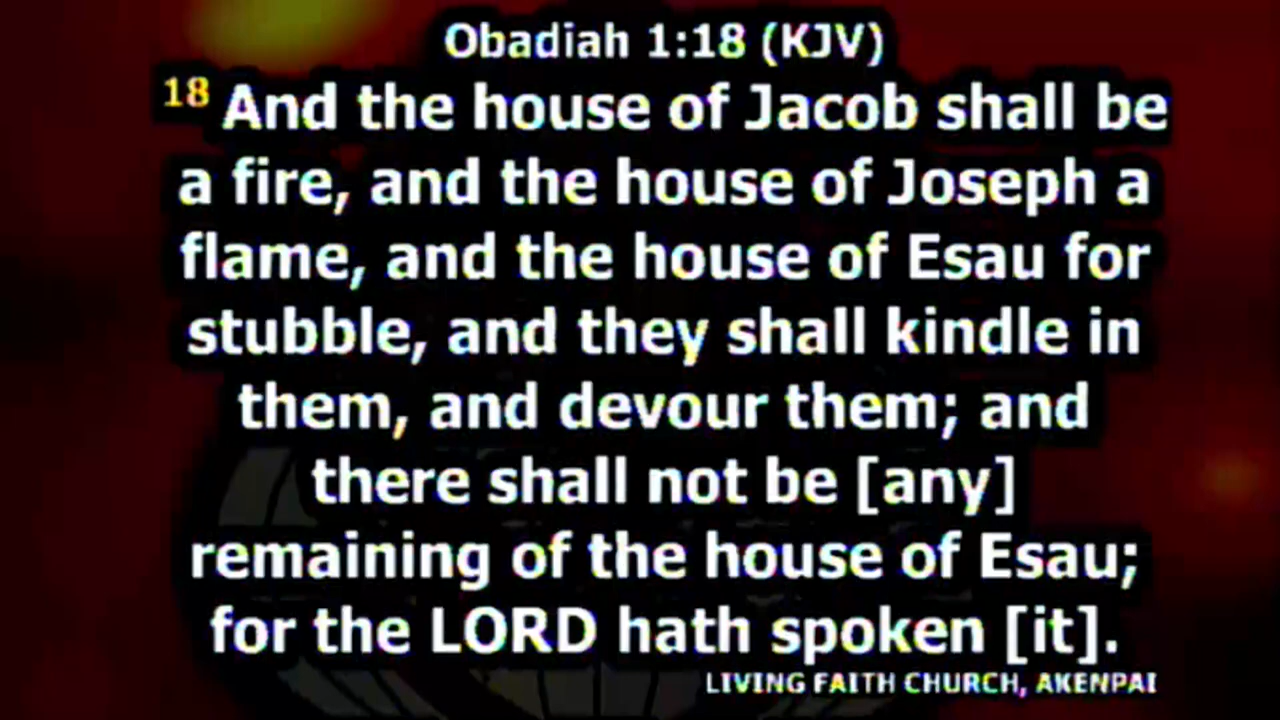 Obadiah 1:18 (KJV)
18 And the house of Jacob shall be
a fire, and the house of Joseph a
flame, and the house of Esau for
stubble, and they shall kindle in
them, and devour them; and
there shall not be [any]
remaining of the house of Esau;
for the LORD hath spoken [it].
LIVING FAITH CHURCH, AKENPAI